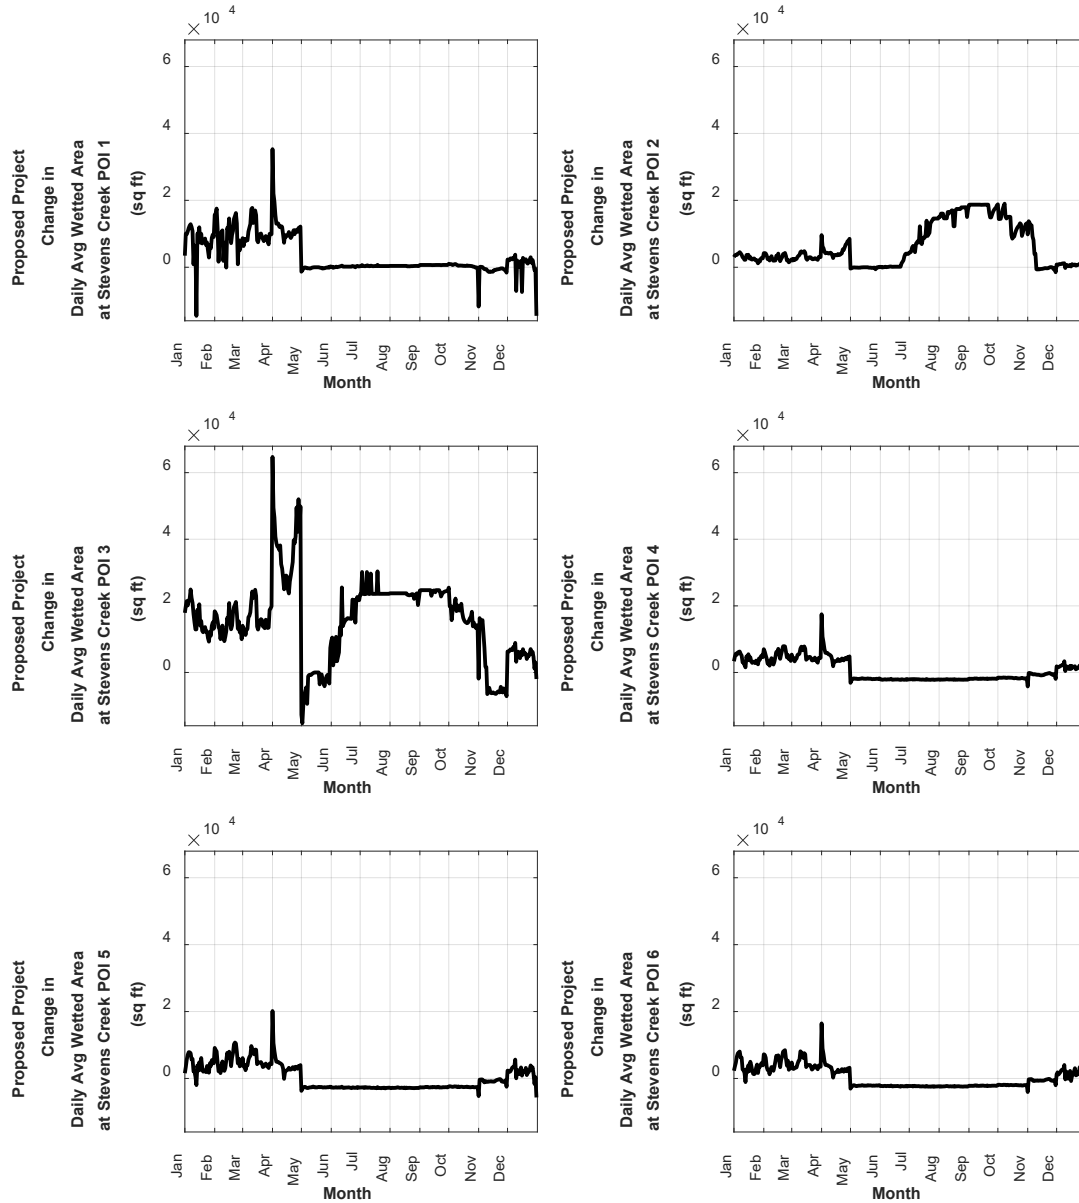 × 10 4
6
4
2
0
Proposed Project
Change in
Daily Avg Wetted Area
at Stevens Creek POI 1
(sq ft)
Jan Feb Mar Apr May Jun Jul Aug Sep Oct Nov Dec
Month
× 10 4
6
4
2
0
Proposed Project
Change in
Daily Avg Wetted Area
at Stevens Creek POI 2
(sq ft)
Jan Feb Mar Apr May Jun Jul Aug Sep Oct Nov Dec
Month
× 10 4
6
4
2
0
Proposed Project
Change in
Daily Avg Wetted Area
at Stevens Creek POI 3
(sq ft)
Jan Feb Mar Apr May Jun Jul Aug Sep Oct Nov Dec
Month
× 10 4
6
4
2
0
Proposed Project
Change in
Daily Avg Wetted Area
at Stevens Creek POI 4
(sq ft)
Jan Feb Mar Apr May Jun Jul Aug Sep Oct Nov Dec
Month
× 10 4
6
4
2
0
Proposed Project
Change in
Daily Avg Wetted Area
at Stevens Creek POI 5
(sq ft)
Jan Feb Mar Apr May Jun Jul Aug Sep Oct Nov Dec
Month
× 10 4
6
4
2
0
Proposed Project
Change in
Daily Avg Wetted Area
at Stevens Creek POI 6
(sq ft)
Jan Feb Mar Apr May Jun Jul Aug Sep Oct Nov Dec
Month